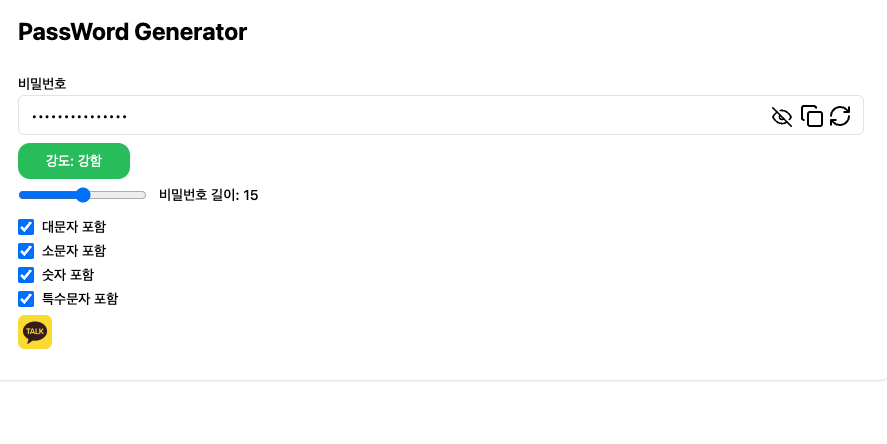 PassWord Generator
비밀번호
•••••••••••••••
강도: 강함
비밀번호 길이: 15
대문자 포함
소문자 포함
숫자 포함
특수문자 포함
TALK